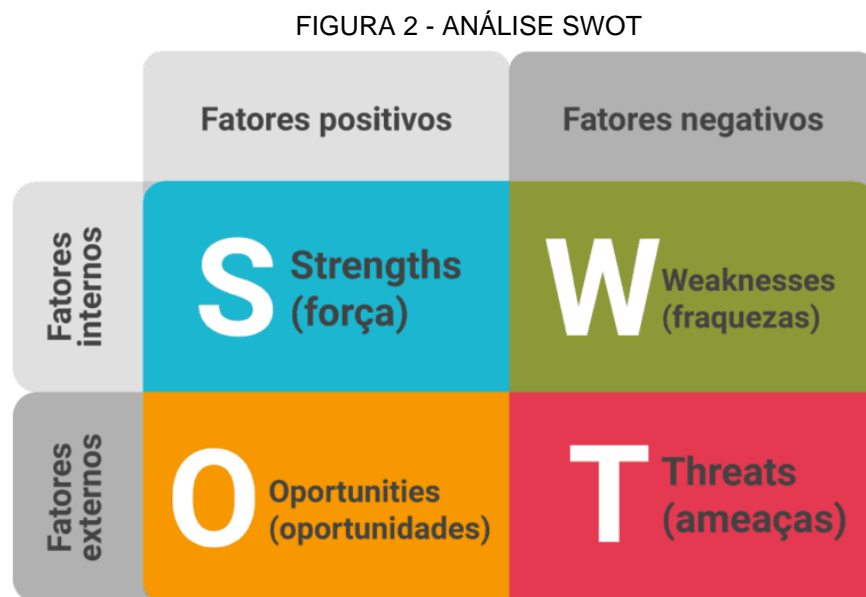 FIGURA 2 - ANÁLISE SWOT
Fatores positivos
Fatores negativos
Fatores
internos
S
Strengths
(força)
W
Weaknesses
(fraquezas)
Fatores
externos
O
Oportunities
(oportunidades)
T
Threats
(ameaças)